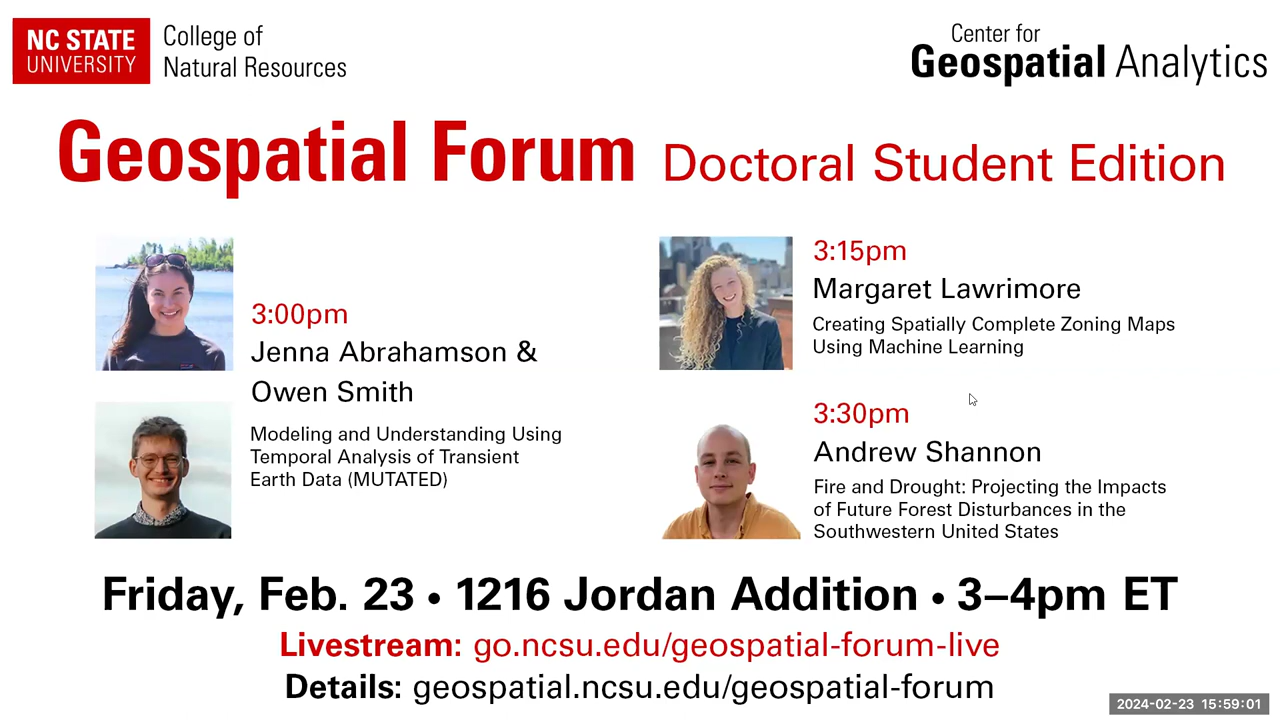 NC STATE
UNIVERSITY
College of
Natural Resources
Center for
Geospatial Analytics
Geospatial Forum Doctoral Student Edition
3:00pm
Jenna Abrahamson &
Owen Smith
Modeling and Understanding Using
Temporal Analysis of Transient
Earth Data (MUTATED)
3:15pm
Margaret Lawrimore
Creating Spatially Complete Zoning Maps
Using Machine Learning
3:30pm
Andrew Shannon
Fire and Drought: Projecting the Impacts
of Future Forest Disturbances in the
Southwestern United States
Friday, Feb. 23 • 1216 Jordan Addition • 3–4pm ET
Livestream: go.ncsu.edu/geospatial-forum-live
Details: geospatial.ncsu.edu/geospatial-forum
2024-02-23 15:59:01